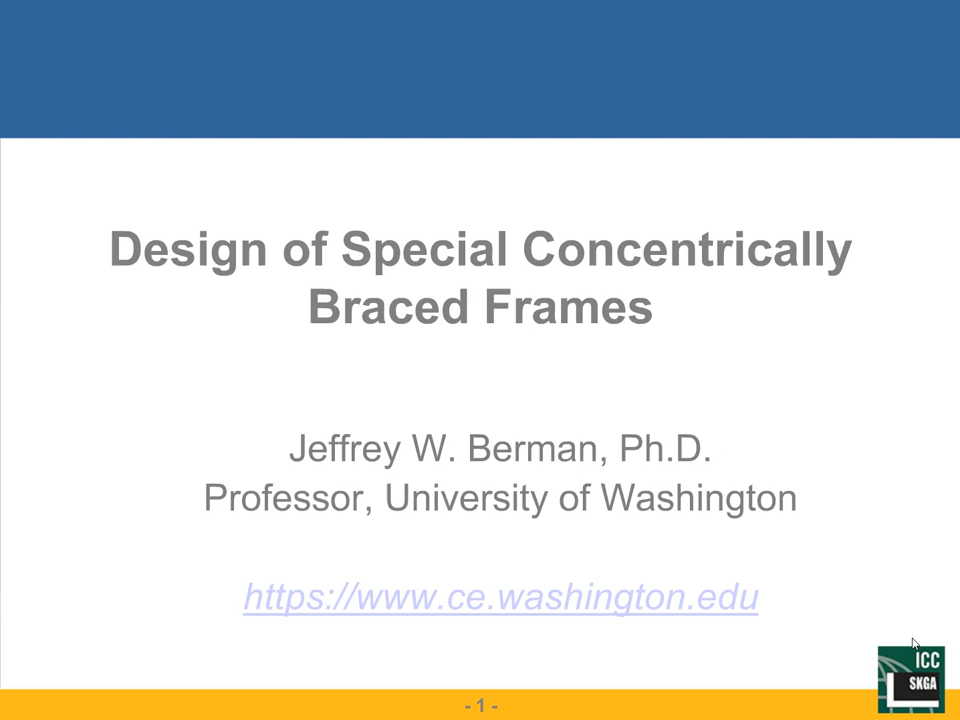 Design of Special Concentrically
Braced Frames
Jeffrey W. Berman, Ph.D.
Professor, University of Washington
https://www.ce.washington.edu
ICC
SKGA
- 1 -